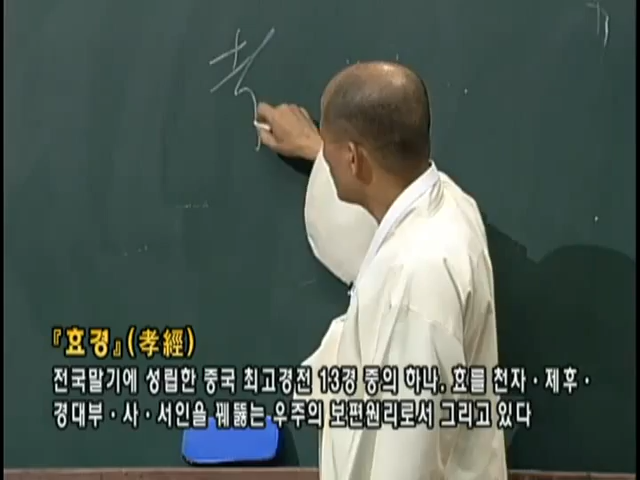 孝
『효경』(孝經)
전국말기에 성립한 중국 최고경전 13경 중의 하나. 효를 천자·제후·
경대부·사·서인을 꿰뚫는 우주의 보편원리로서 그리고 있다